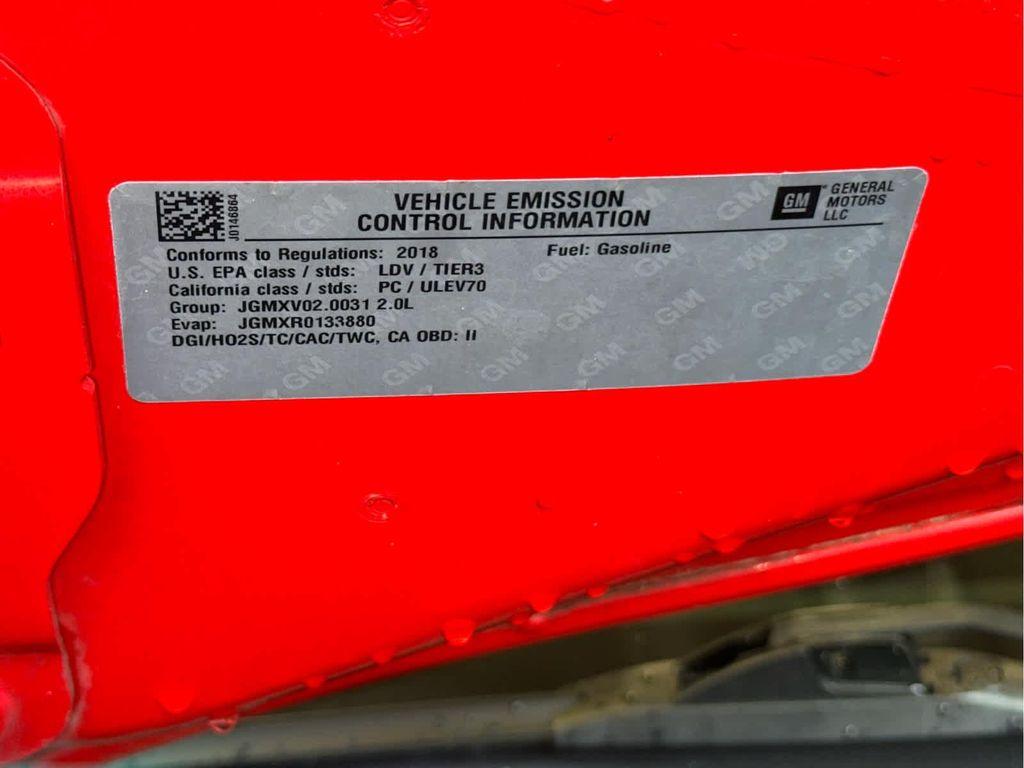 J0146864
VEHICLE EMISSION
CONTROL INFORMATION
GM
GENERAL
MOTORS
LLC
Conforms to Regulations: 2018
Fuel: Gasoline
U.S. EPA class / stds: LDV / TIER3
California class / stds: PC / ULEV70
Group: JGMXV02.0031 2.0L
Evap: JGMXR0133880
DGI/HO2S/TC/CAC/TWC, CA OBD: II